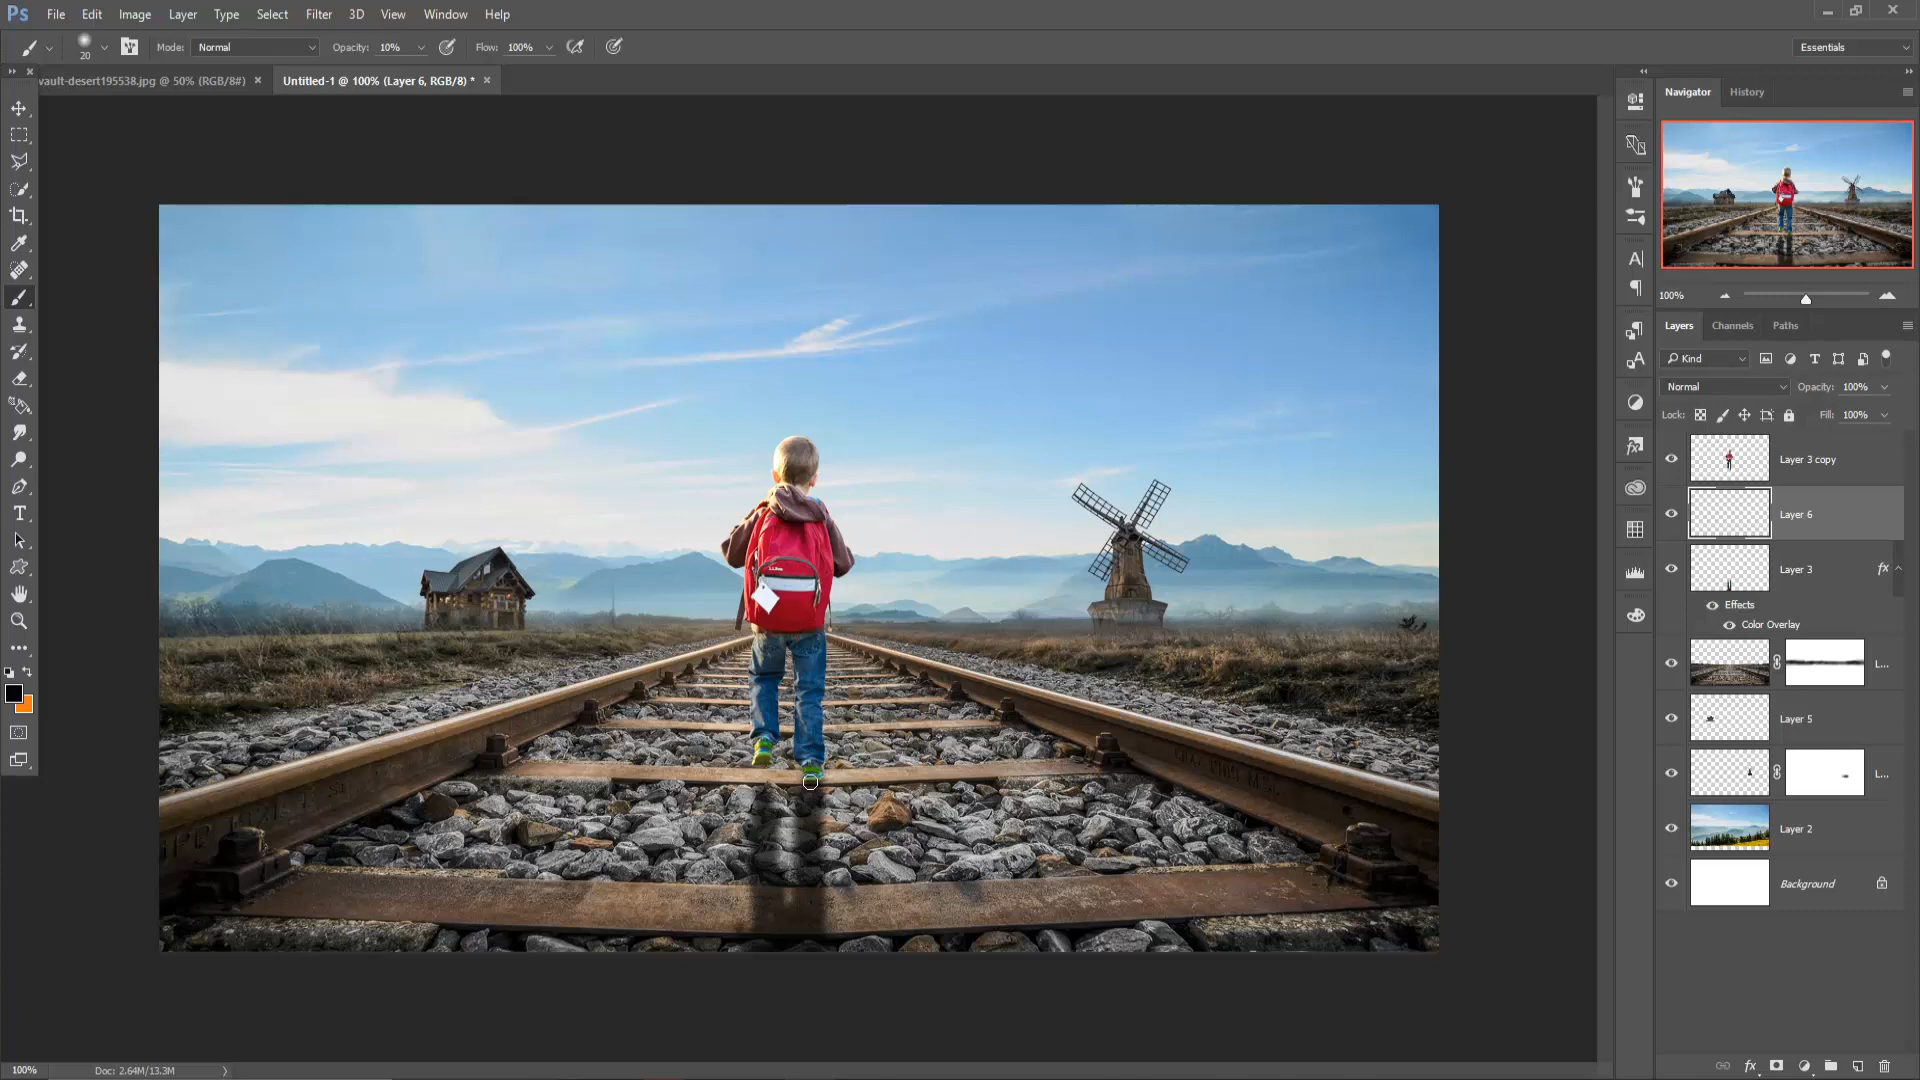 Ps File Edit Image Layer Type Select Filter 3D View Window Help
20 Mode: Normal Opacity: 10% Flow: 100% Essentials
vault-desert195538.jpg @ 50% (RGB/8#) × Untitled-1 @ 100% (Layer 6, RGB/8) * ×
Navigator History
100%
Layers Channels Paths
Kind T
Normal Opacity: 100%
Lock: Fill: 100%
Layer 3 copy
Layer 6
Layer 3 fx
Effects
Color Overlay
L...
Layer 5
L...
Layer 2
Background
100% Doc: 2.64M/13.3M